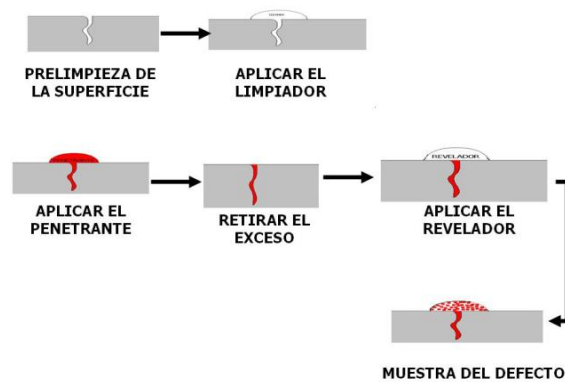 PRELIMPIEZA DE
LA SUPERFICIE
APLICAR EL
LIMPIADOR
APLICAR EL
PENETRANTE
RETIRAR EL
EXCESO
REVELADOR
APLICAR EL
REVELADOR
MUESTRA DEL DEFECTO